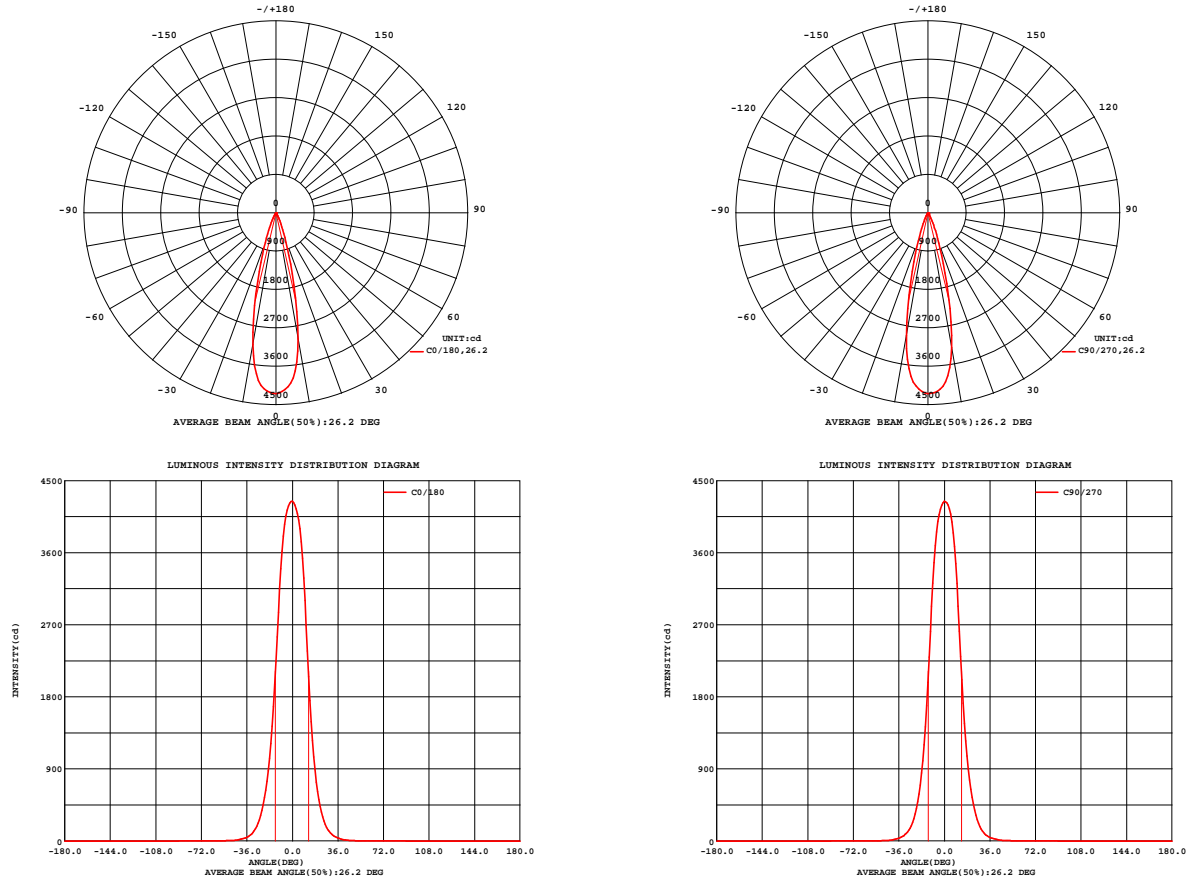 -/+180
-150 150
-120 120
-90 90
-60 60
-30 30
0
900
1800
2700
3600
4500
0
UNIT:cd
C0/180,26.2
AVERAGE BEAM ANGLE(50%):26.2 DEG
-/+180
-150 150
-120 120
-90 90
-60 60
-30 30
0
900
1800
2700
3600
4500
0
UNIT:cd
C90/270,26.2
AVERAGE BEAM ANGLE(50%):26.2 DEG
LUMINOUS INTENSITY DISTRIBUTION DIAGRAM
C0/180
INTENSITY(cd)
4500
3600
2700
1800
900
0
-180.0 -144.0 -108.0 -72.0 -36.0 0.0 36.0 72.0 108.0 144.0 180.0
ANGLE(DEG)
AVERAGE BEAM ANGLE(50%):26.2 DEG
LUMINOUS INTENSITY DISTRIBUTION DIAGRAM
C90/270
INTENSITY(cd)
4500
3600
2700
1800
900
0
-180.0 -144.0 -108.0 -72.0 -36.0 0.0 36.0 72.0 108.0 144.0 180.0
ANGLE(DEG)
AVERAGE BEAM ANGLE(50%):26.2 DEG